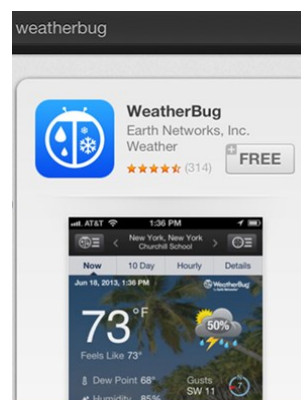 weatherbug
WeatherBug
Earth Networks, Inc.
Weather
(314)
FREE
AT&T 1:36 PM
New York, New York
Churchill School
Now 10 Day Hourly Details
Jun 18, 2013, 1:36 PM WeatherBug
73°F
50%
Feels Like 73°
Dew Point 68° Gusts
SW 11
Humidity 85%